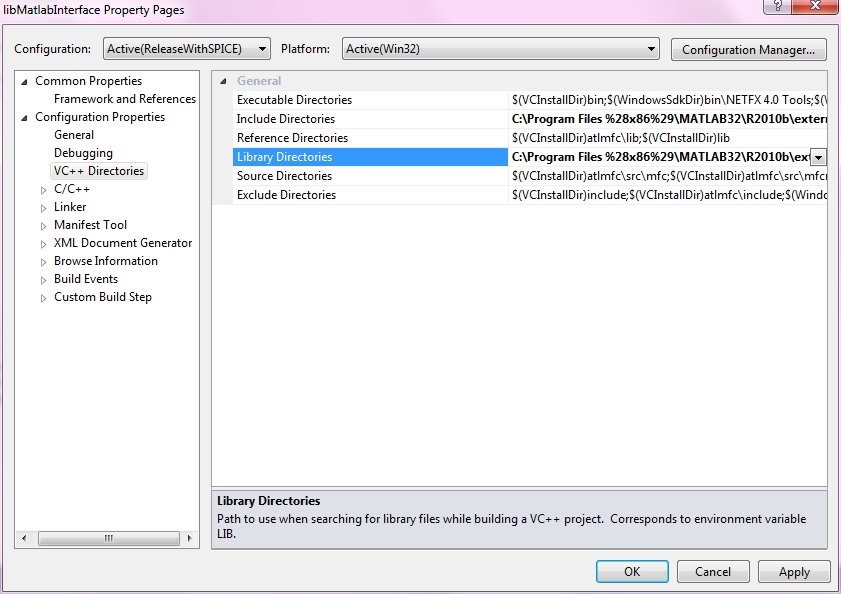 libMatlabInterface Property Pages
Configuration: Active(ReleaseWithSPICE) Platform: Active(Win32) Configuration Manager...
Common Properties
Framework and References
Configuration Properties
General
Debugging
VC++ Directories
C/C++
Linker
Manifest Tool
XML Document Generator
Browse Information
Build Events
Custom Build Step
General
Executable Directories $(VCInstallDir)bin;$(WindowsSdkDir)bin\NETFX 4.0 Tools;$(
Include Directories C:\Program Files %28x86%29\MATLAB32\R2010b\extern
Reference Directories $(VCInstallDir)atlmfc\lib;$(VCInstallDir)lib
Library Directories C:\Program Files %28x86%29\MATLAB32\R2010b\ext
Source Directories $(VCInstallDir)atlmfc\src\mfc;$(VCInstallDir)atlmfc\src\mfcm
Exclude Directories $(VCInstallDir)include;$(VCInstallDir)atlmfc\include;$(Windo
Library Directories
Path to use when searching for library files while building a VC++ project. Corresponds to environment variable
LIB.
OK Cancel Apply